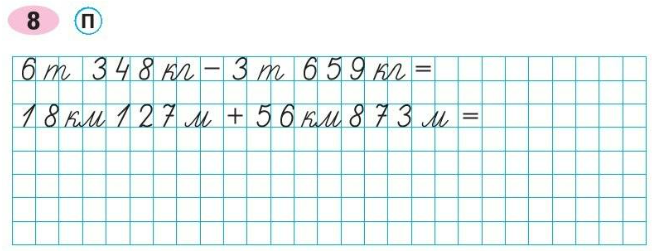 8 П
6 т 348 кг – 3 т 659 кг =
18 км 127 м + 56 км 873 м =